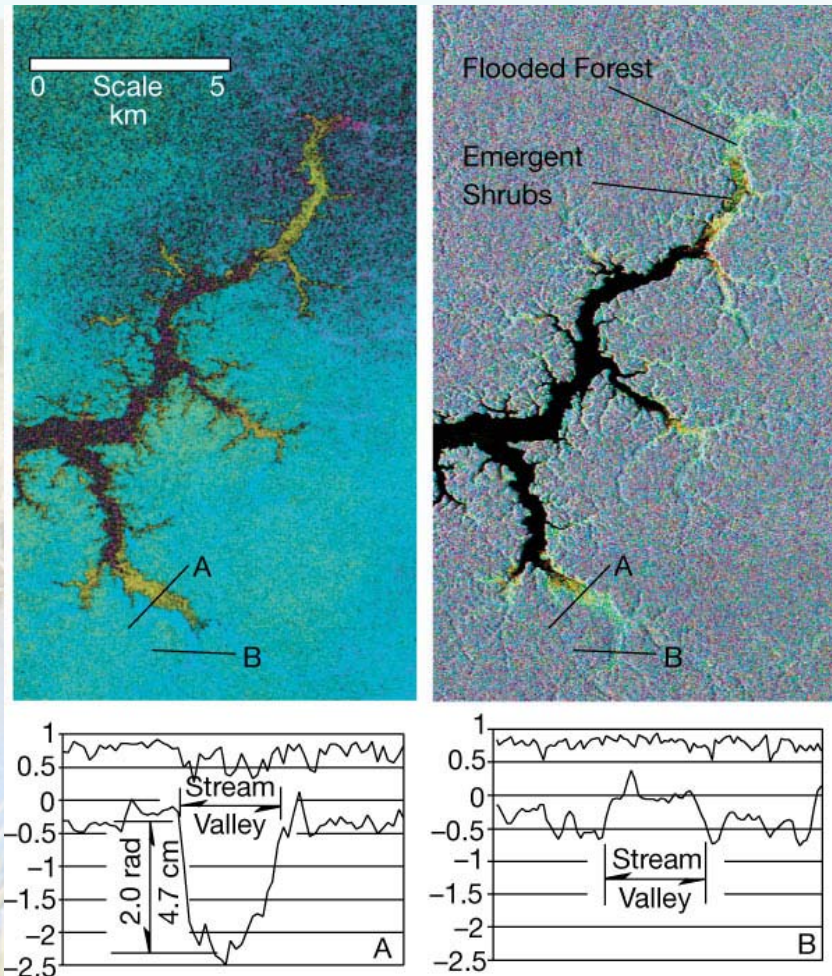 0 Scale 5
km
A
B
Flooded Forest
Emergent
Shrubs
A
B
1
0.5
0
−0.5
−1
−1.5
−2
−2.5
Stream
Valley
2.0 rad
4.7 cm
A
1
0.5
0
−0.5
−1
−1.5
−2
−2.5
Stream
Valley
B